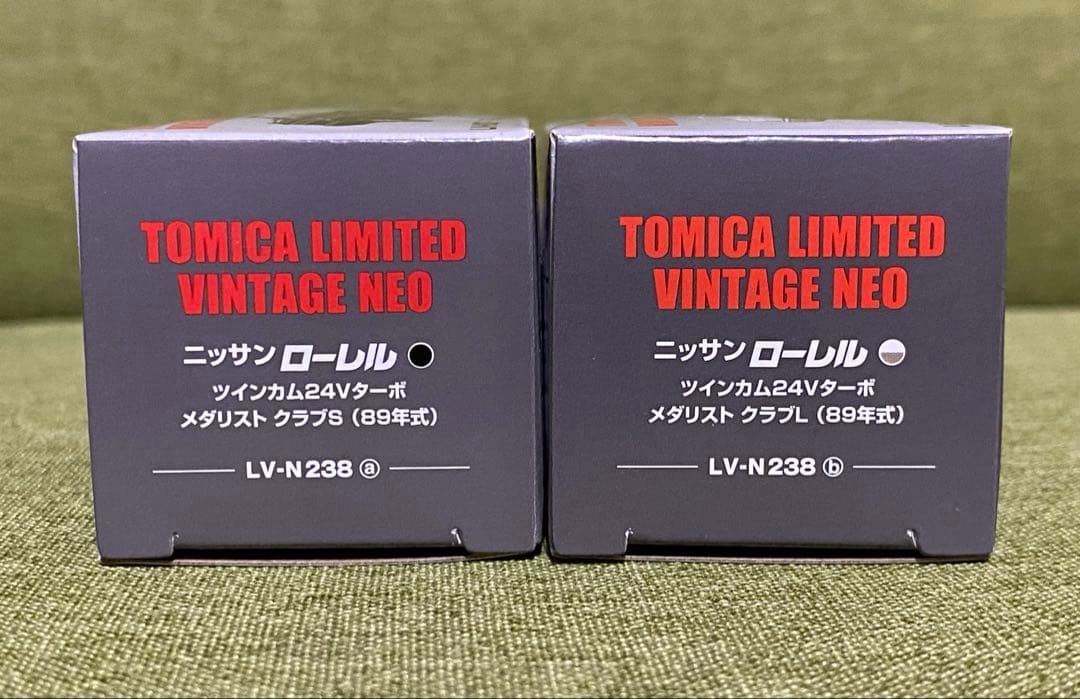 TOMICA LIMITED
VINTAGE NEO
ニッサン ローレル
ツインカム24Vターボ
メダリスト クラブS（89年式）
LV-N238 ⓐ
TOMICA LIMITED
VINTAGE NEO
ニッサン ローレル
ツインカム24Vターボ
メダリスト クラブL（89年式）
LV-N238 ⓑ